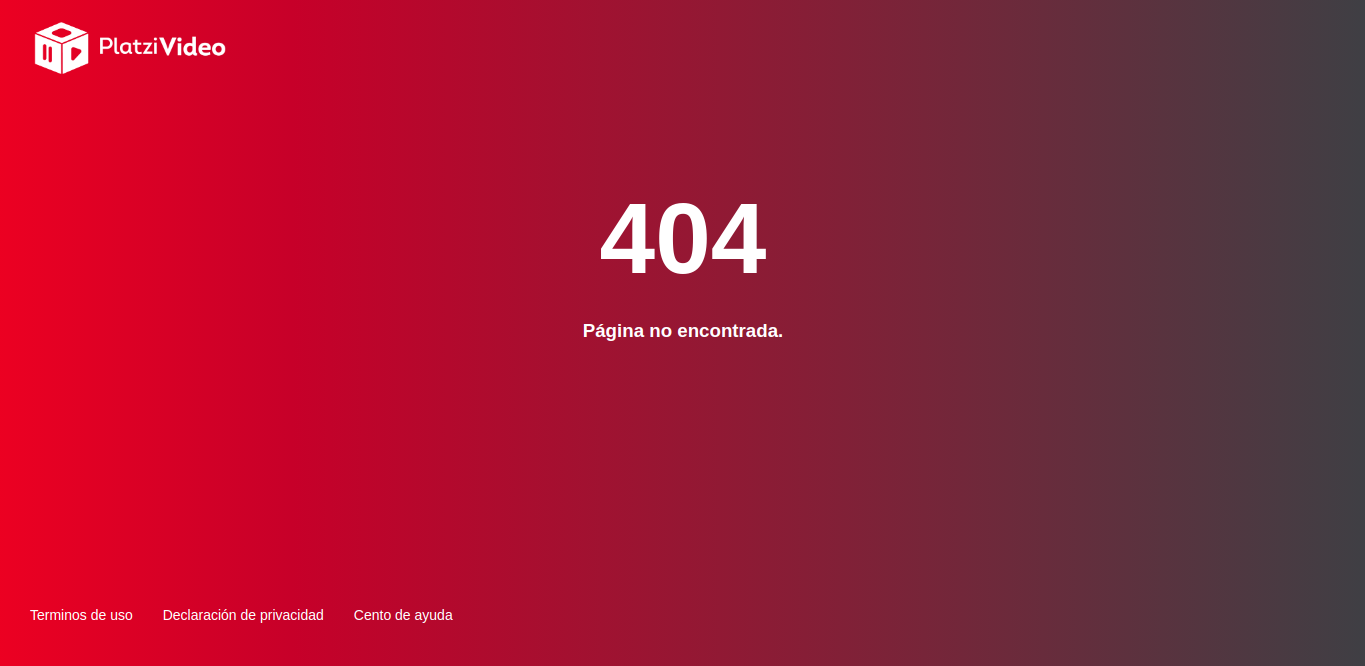 PlatziVideo
404
Página no encontrada.
Terminos de uso Declaración de privacidad Cento de ayuda